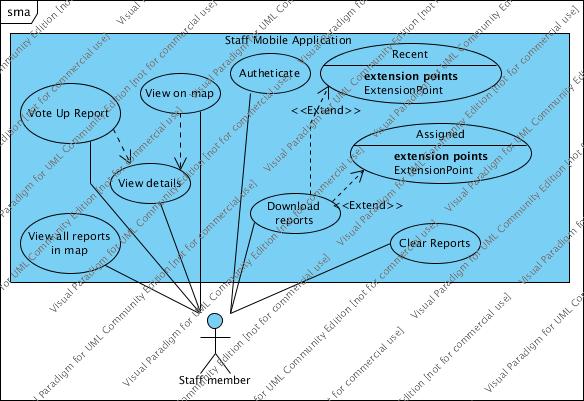 sma
Staff Mobile Application
Recent
extension points
ExtensionPoint
Autheticate
View on map
Vote Up Report
<<Extend>>
Assigned
extension points
ExtensionPoint
View details
Download
reports
<<Extend>>
View all reports
in map
Clear Reports
Staff member
Visual Paradigm for UML Community Edition [not for commercial use]